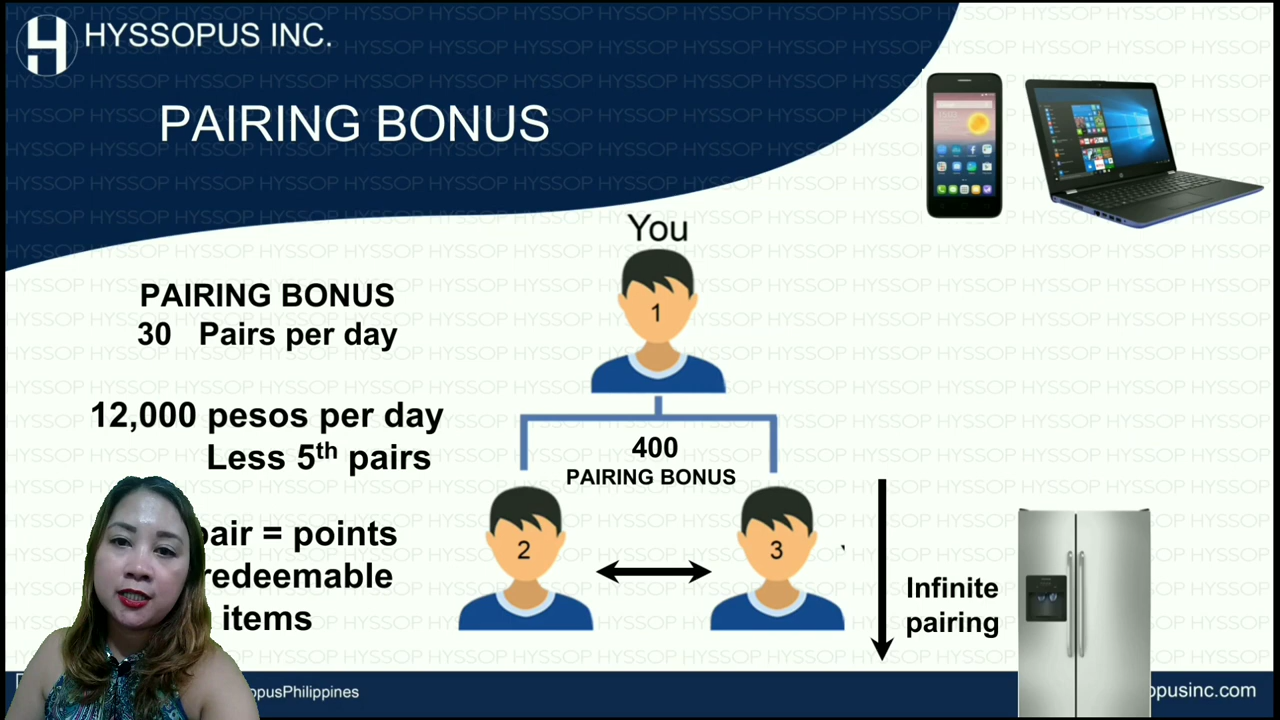 HYSSOPUS INC.
PAIRING BONUS
You
1
PAIRING BONUS
30 Pairs per day
12,000 pesos per day
Less 5th pairs
400
PAIRING BONUS
pair = points
redeemable
items
2
3
Infinite
pairing
opusPhilippines
opusinc.com